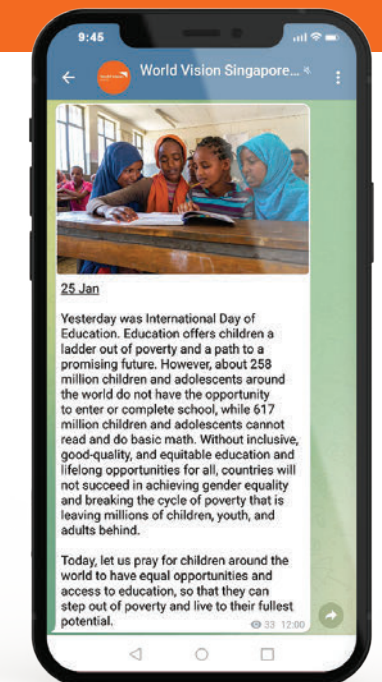 9:45
World Vision Singapore...
25 Jan
Yesterday was International Day of
Education. Education offers children a
ladder out of poverty and a path to a
promising future. However, about 258
million children and adolescents around
the world do not have the opportunity
to enter or complete school, while 617
million children and adolescents cannot
read and do basic math. Without inclusive,
good-quality, and equitable education and
lifelong opportunities for all, countries will
not succeed in achieving gender equality
and breaking the cycle of poverty that is
leaving millions of children, youth, and
adults behind.
Today, let us pray for children around the
world to have equal opportunities and
access to education, so that they can
step out of poverty and live to their fullest
potential.
33 12:00